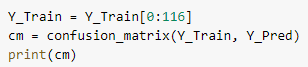 Y_Train = Y_Train[0:116]
cm = confusion_matrix(Y_Train, Y_Pred)
print(cm)